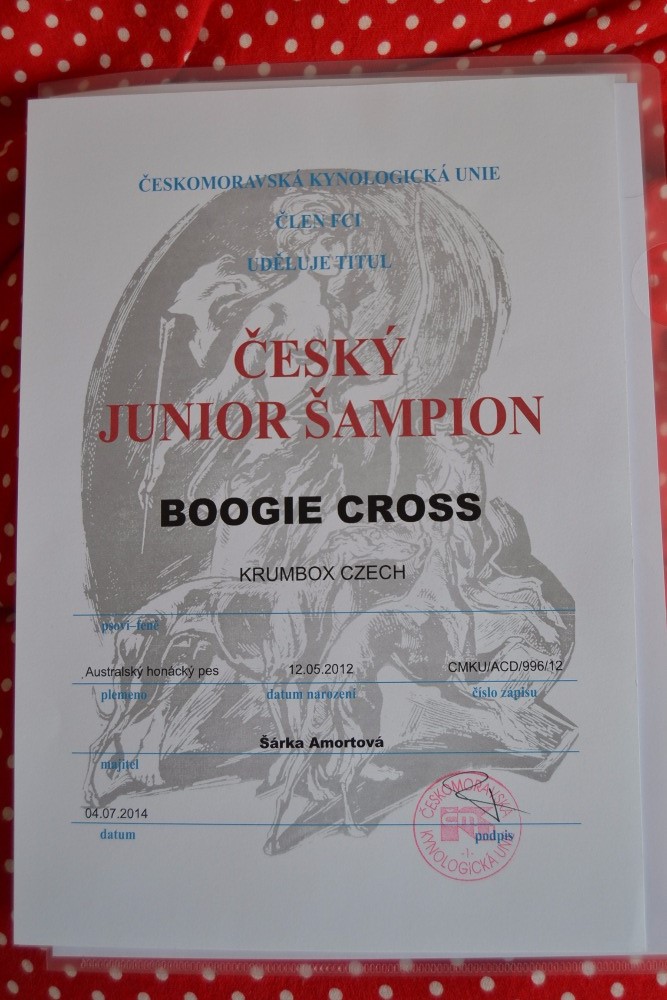 ČESKOMORAVSKÁ KYNOLOGICKÁ UNIE
ČLEN FCI
UDĚLUJE TITUL
ČESKÝ
JUNIOR ŠAMPION
BOOGIE CROSS
KRUMBOX CZECH
psovi–feně
Australský honácký pes 12.05.2012 CMKU/ACD/996/12
plemeno datum narození číslo zápisu
Šárka Amortová
majitel
04.07.2014
datum podpis
ČESKOMORAVSKÁ
KYNOLOGICKÁ UNIE
-1-